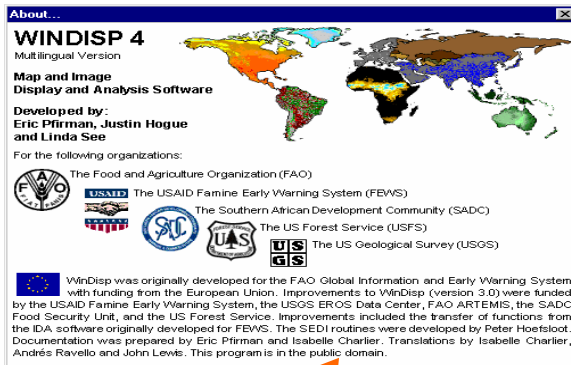 About...
WINDISP 4
Multilingual Version
Map and Image
Display and Analysis Software
Developed by:
Eric Pfirman, Justin Hogue
and Linda See
For the following organizations:
The Food and Agriculture Organization (FAO)
FAO
FIAT PANIS
USAID The USAID Famine Early Warning System (FEWS)
The Southern African Development Community (SADC)
The US Forest Service (USFS)
UAS
The US Geological Survey (USGS)
US
GS
WinDisp was originally developed for the FAO Global Information and Early Warning System
with funding from the European Union. Improvements to WinDisp (version 3.0) were funded
by the USAID Famine Early Warning System, the USGS EROS Data Center, FAO ARTEMIS, the SADC
Food Security Unit, and the US Forest Service. Improvements included the transfer of functions from
the IDA software originally developed for FEWS. The SEDI routines were developed by Peter Hoefsloot.
Documentation was prepared by Eric Pfirman and Isabelle Charlier. Translations by Isabelle Charlier,
Andrés Ravello and John Lewis. This program is in the public domain.